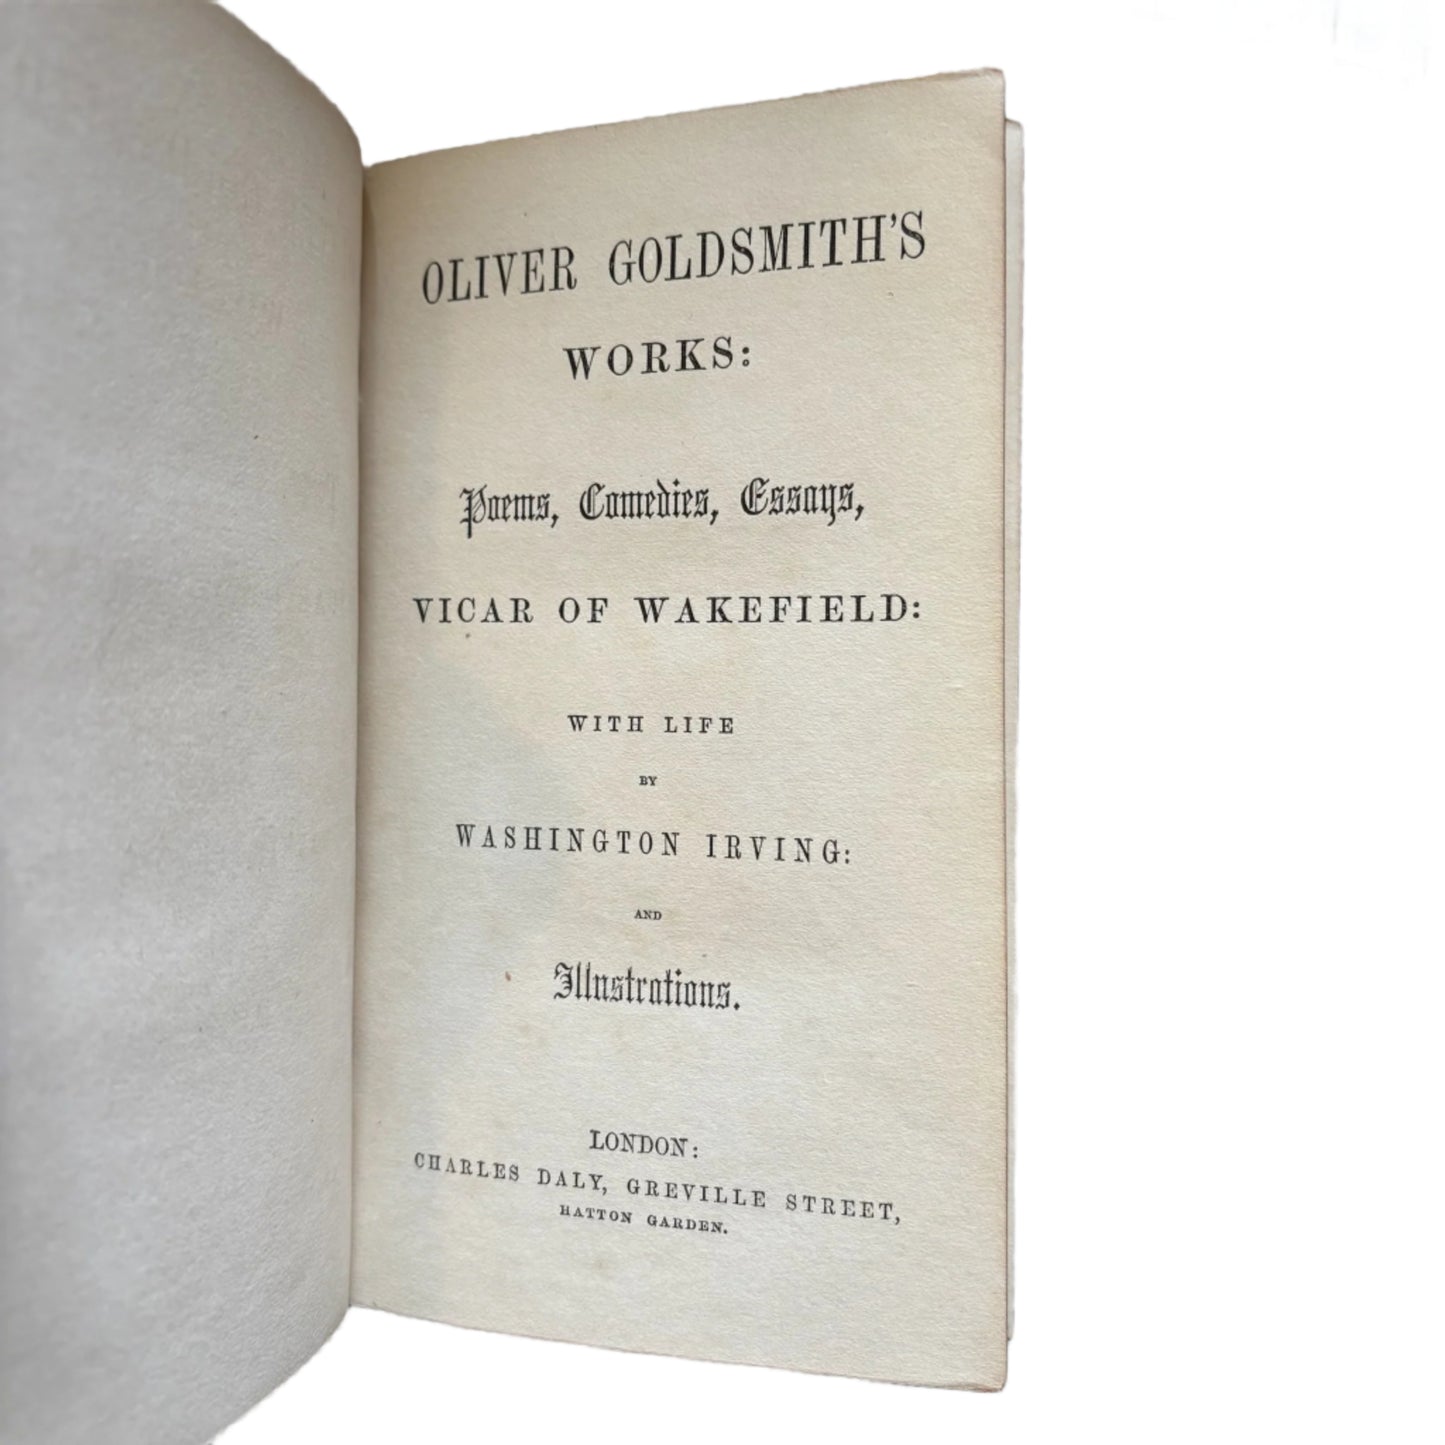 OLIVER GOLDSMITH'S
WORKS:
Poems, Comedies, Essays,
VICAR OF WAKEFIELD:
WITH LIFE
BY
WASHINGTON IRVING:
AND
Illustrations.
LONDON:
CHARLES DALY, GREVILLE STREET,
HATTON GARDEN.